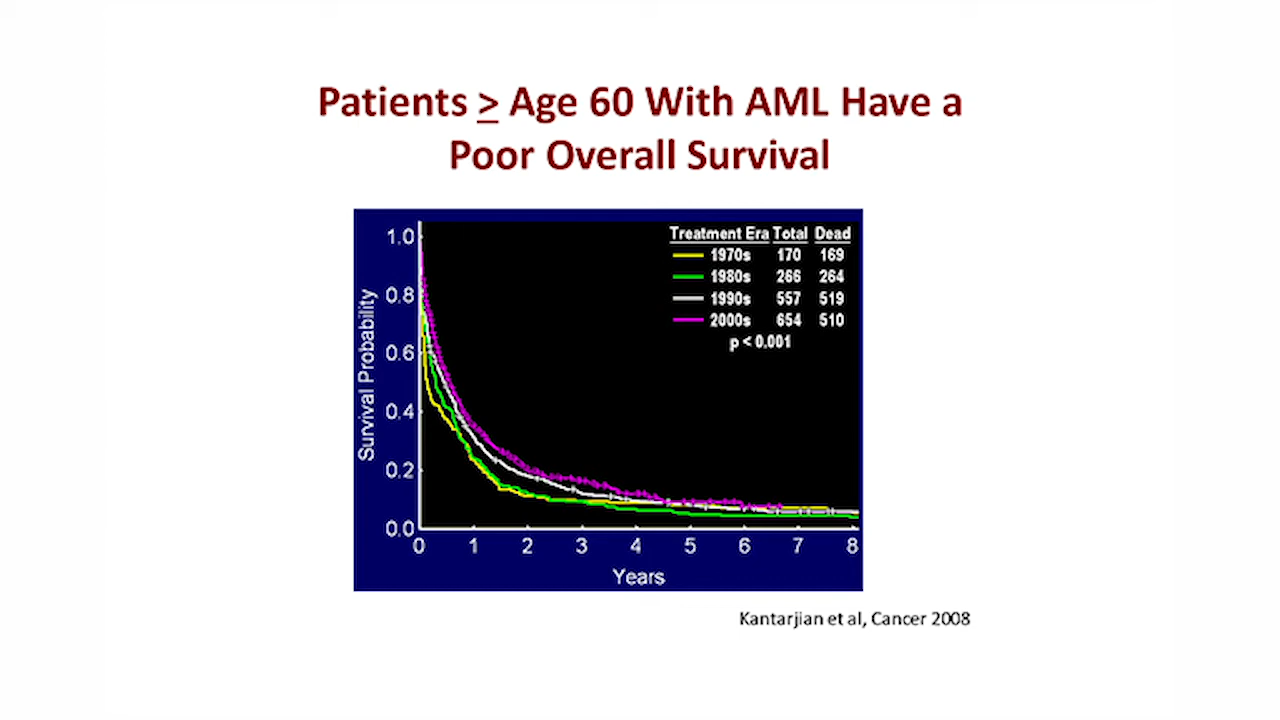 Patients > Age 60 With AML Have a
Poor Overall Survival
Treatment Era Total Dead
1970s 170 169
1980s 266 264
1990s 557 519
2000s 654 510
p < 0.001
1.0
0.8
0.6
0.4
0.2
0.0
Survival Probability
0 1 2 3 4 5 6 7 8
Years
Kantarjian et al, Cancer 2008